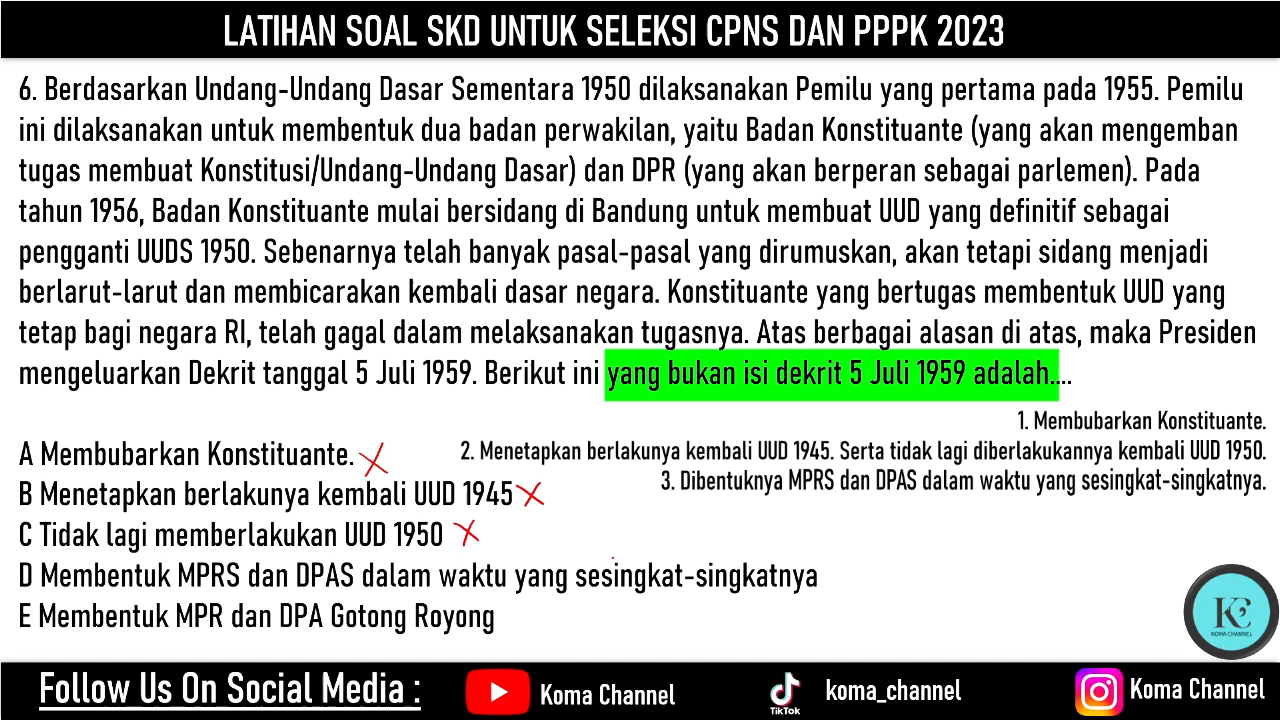 LATIHAN SOAL SKD UNTUK SELEKSI CPNS DAN PPPK 2023
6. Berdasarkan Undang-Undang Dasar Sementara 1950 dilaksanakan Pemilu yang pertama pada 1955. Pemilu
ini dilaksanakan untuk membentuk dua badan perwakilan, yaitu Badan Konstituante (yang akan mengemban
tugas membuat Konstitusi/Undang-Undang Dasar) dan DPR (yang akan berperan sebagai parlemen). Pada
tahun 1956, Badan Konstituante mulai bersidang di Bandung untuk membuat UUD yang definitif sebagai
pengganti UUDS 1950. Sebenarnya telah banyak pasal-pasal yang dirumuskan, akan tetapi sidang menjadi
berlarut-larut dan membicarakan kembali dasar negara. Konstituante yang bertugas membentuk UUD yang
tetap bagi negara RI, telah gagal dalam melaksanakan tugasnya. Atas berbagai alasan di atas, maka Presiden
mengeluarkan Dekrit tanggal 5 Juli 1959. Berikut ini yang bukan isi dekrit 5 Juli 1959 adalah....
1. Membubarkan Konstituante.
2. Menetapkan berlakunya kembali UUD 1945. Serta tidak lagi diberlakukannya kembali UUD 1950.
3. Dibentuknya MPRS dan DPAS dalam waktu yang sesingkat-singkatnya.
A Membubarkan Konstituante.
B Menetapkan berlakunya kembali UUD 1945
C Tidak lagi memberlakukan UUD 1950
D Membentuk MPRS dan DPAS dalam waktu yang sesingkat-singkatnya
E Membentuk MPR dan DPA Gotong Royong
KC
KOMA CHANNEL
Follow Us On Social Media :
Koma Channel
TikTok
koma_channel
Koma Channel